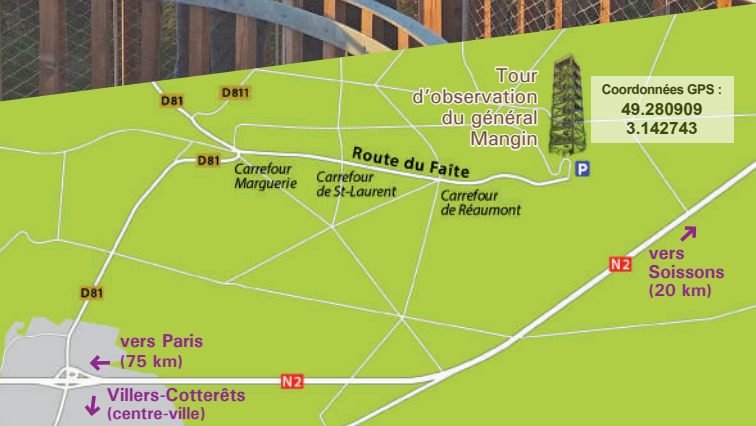 D81
D811
Tour
d'observation
du général
Mangin
Coordonnées GPS :
49.280909
3.142743
D81
Carrefour
Marguerie
Route du Faîte
Carrefour
de St-Laurent
Carrefour
de Réaumont
P
N2
vers
Soissons
(20 km)
D81
vers Paris
(75 km)
N2
Villers-Cotterêts
(centre-ville)